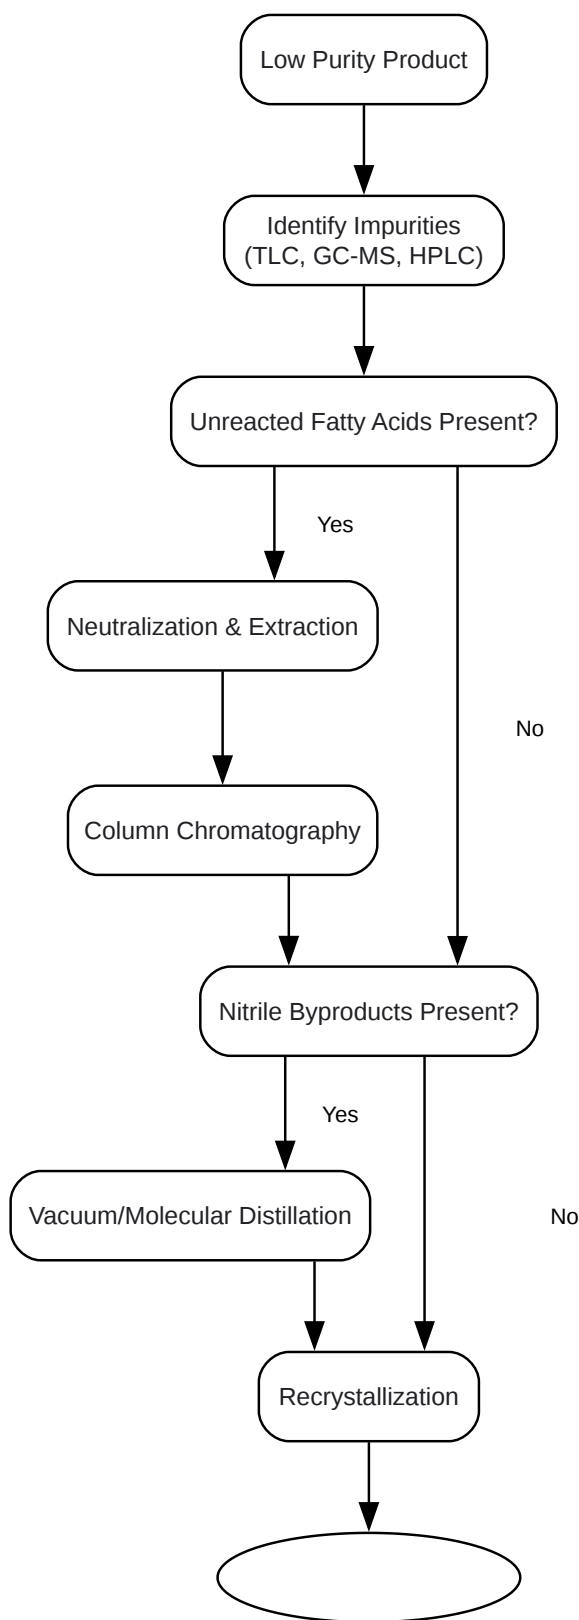 Low Purity Product
Identify Impurities
(TLC, GC-MS, HPLC)
Unreacted Fatty Acids Present?
Yes
Neutralization & Extraction
No
Column Chromatography
Nitrile Byproducts Present?
Yes
Vacuum/Molecular Distillation
No
Recrystallization